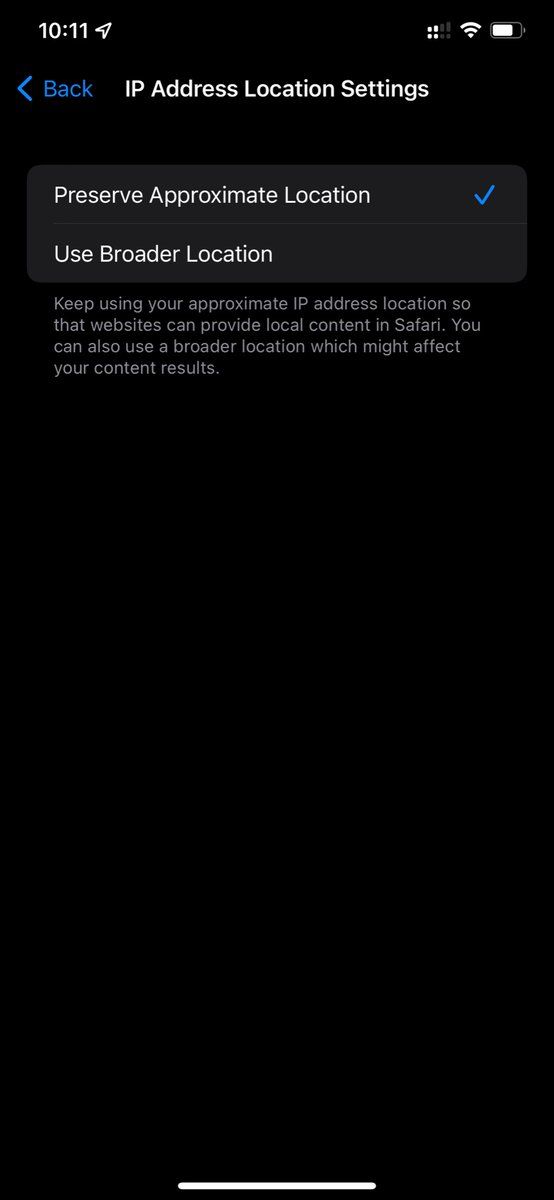 10:11
Back IP Address Location Settings
Preserve Approximate Location
Use Broader Location
Keep using your approximate IP address location so
that websites can provide local content in Safari. You
can also use a broader location which might affect
your content results.